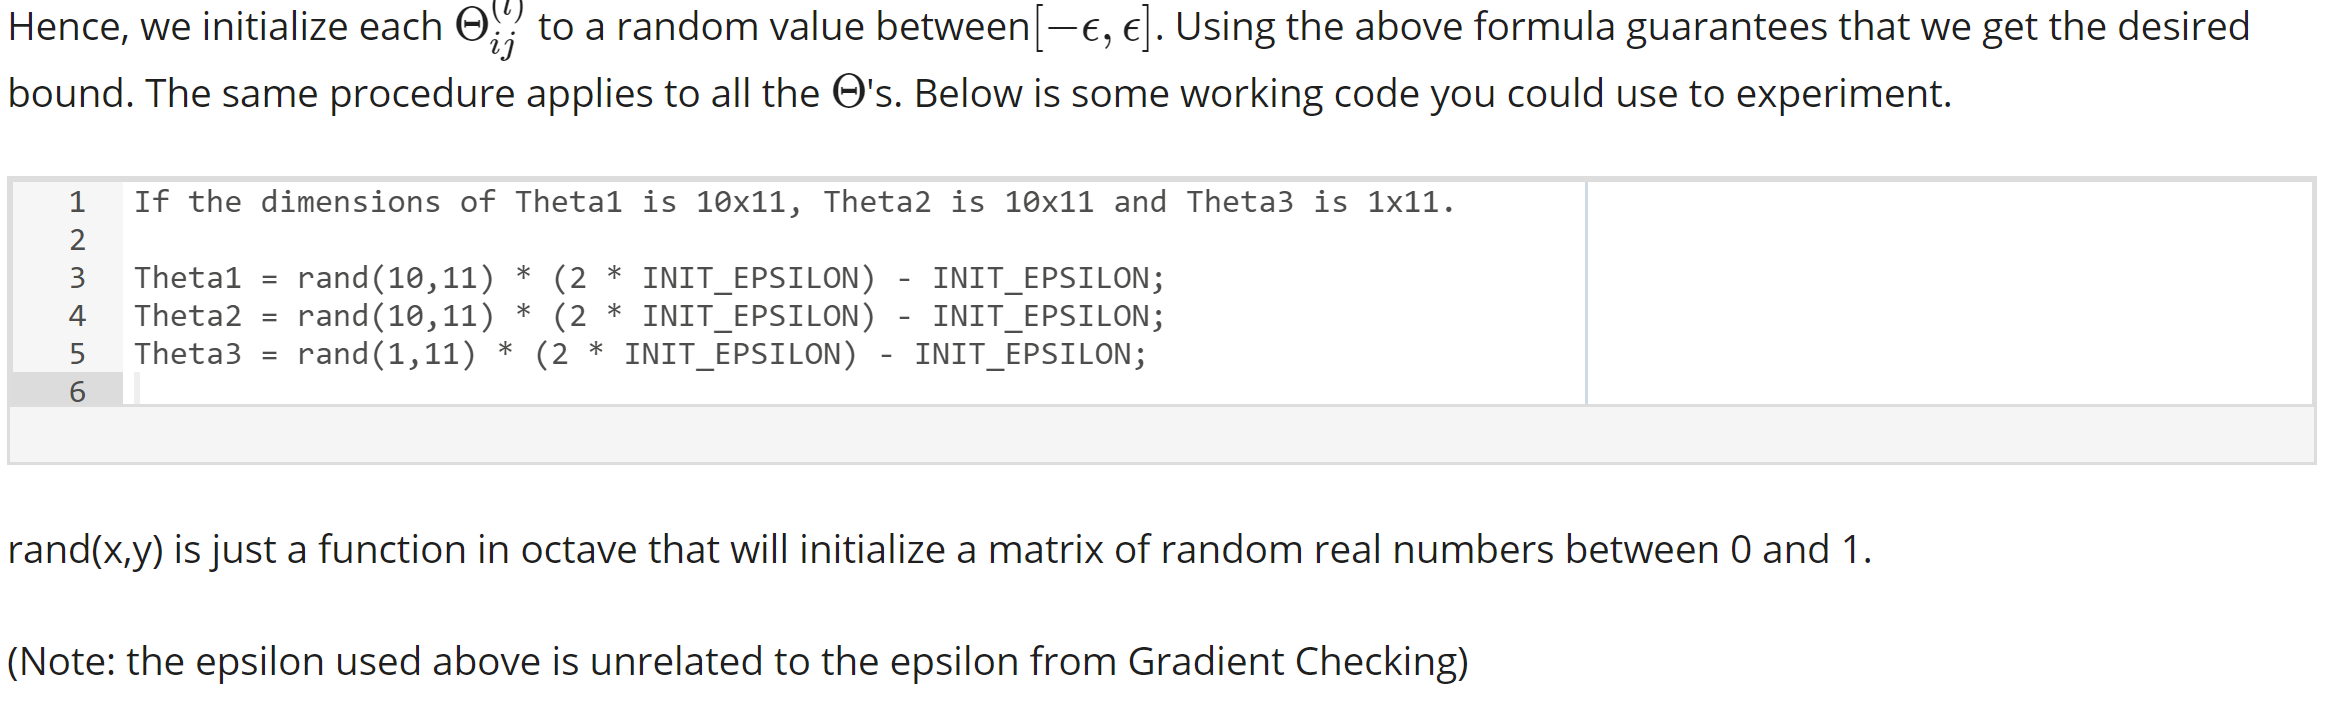 Hence, we initialize each Θ_{ij}^{(l)} to a random value between[−ϵ, ϵ]. Using the above formula guarantees that we get the desired
bound. The same procedure applies to all the Θ's. Below is some working code you could use to experiment.
1 If the dimensions of Theta1 is 10x11, Theta2 is 10x11 and Theta3 is 1x11.
2
3 Theta1 = rand(10,11) * (2 * INIT_EPSILON) - INIT_EPSILON;
4 Theta2 = rand(10,11) * (2 * INIT_EPSILON) - INIT_EPSILON;
5 Theta3 = rand(1,11) * (2 * INIT_EPSILON) - INIT_EPSILON;
6
rand(x,y) is just a function in octave that will initialize a matrix of random real numbers between 0 and 1.
(Note: the epsilon used above is unrelated to the epsilon from Gradient Checking)